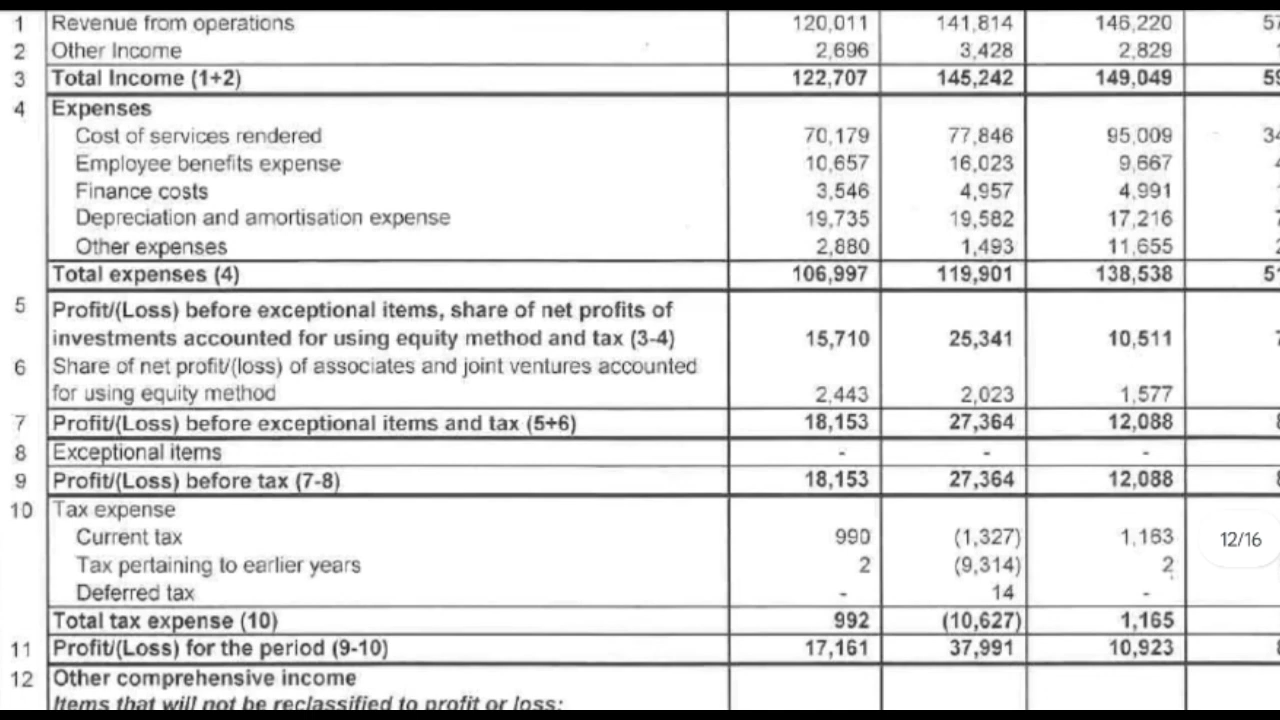 1 Revenue from operations 120,011 141,814 146,220 57
2 Other Income 2,696 3,428 2,829
3 Total Income (1+2) 122,707 145,242 149,049 59
4 Expenses
Cost of services rendered 70,179 77,846 95,009 34
Employee benefits expense 10,657 16,023 9,667
Finance costs 3,546 4,957 4,991
Depreciation and amortisation expense 19,735 19,582 17,216
Other expenses 2,880 1,493 11,655
Total expenses (4) 106,997 119,901 138,538 51
5 Profit/(Loss) before exceptional items, share of net profits of
investments accounted for using equity method and tax (3-4) 15,710 25,341 10,511
6 Share of net profit/(loss) of associates and joint ventures accounted
for using equity method 2,443 2,023 1,577
7 Profit/(Loss) before exceptional items and tax (5+6) 18,153 27,364 12,088
8 Exceptional items - - -
9 Profit/(Loss) before tax (7-8) 18,153 27,364 12,088
10 Tax expense
Current tax 990 (1,327) 1,163 12/16
Tax pertaining to earlier years 2 (9,314) 2
Deferred tax - 14 -
Total tax expense (10) 992 (10,627) 1,165
11 Profit/(Loss) for the period (9-10) 17,161 37,991 10,923
12 Other comprehensive income
Items that will not be reclassified to profit or loss: